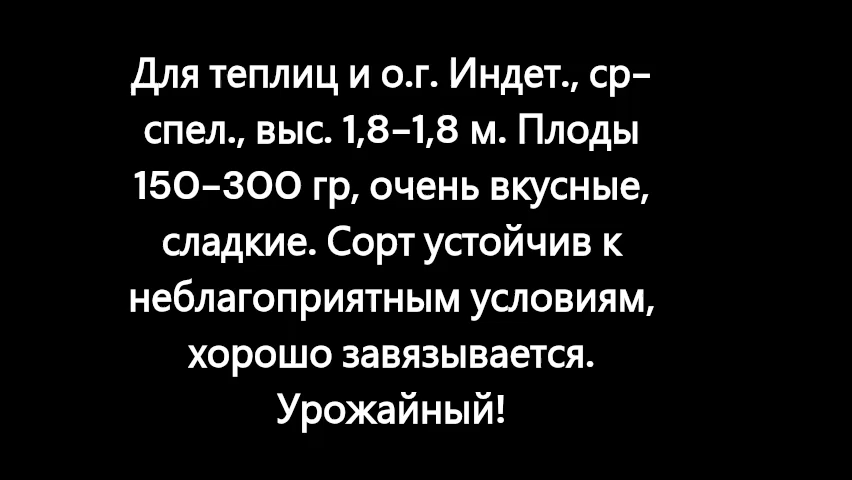 Для теплиц и о.г. Индет., ср-
спел., выс. 1,8-1,8 м. Плоды
150-300 гр, очень вкусные,
сладкие. Сорт устойчив к
неблагоприятным условиям,
хорошо завязывается.
Урожайный!